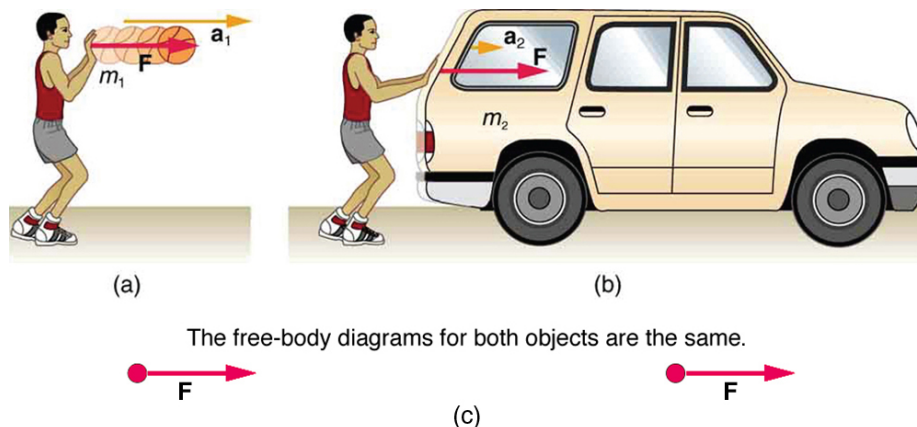 a₁
F
m₁
a₂
F
m₂
(a)
(b)
The free-body diagrams for both objects are the same.
F
F
(c)